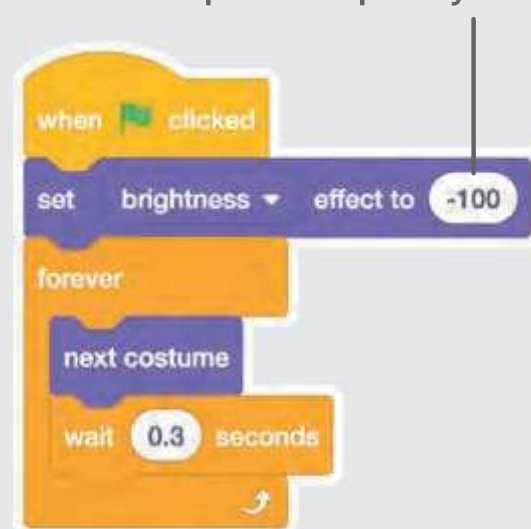 when clicked
set brightness effect to -100
forever
next costume
wait 0.3 seconds